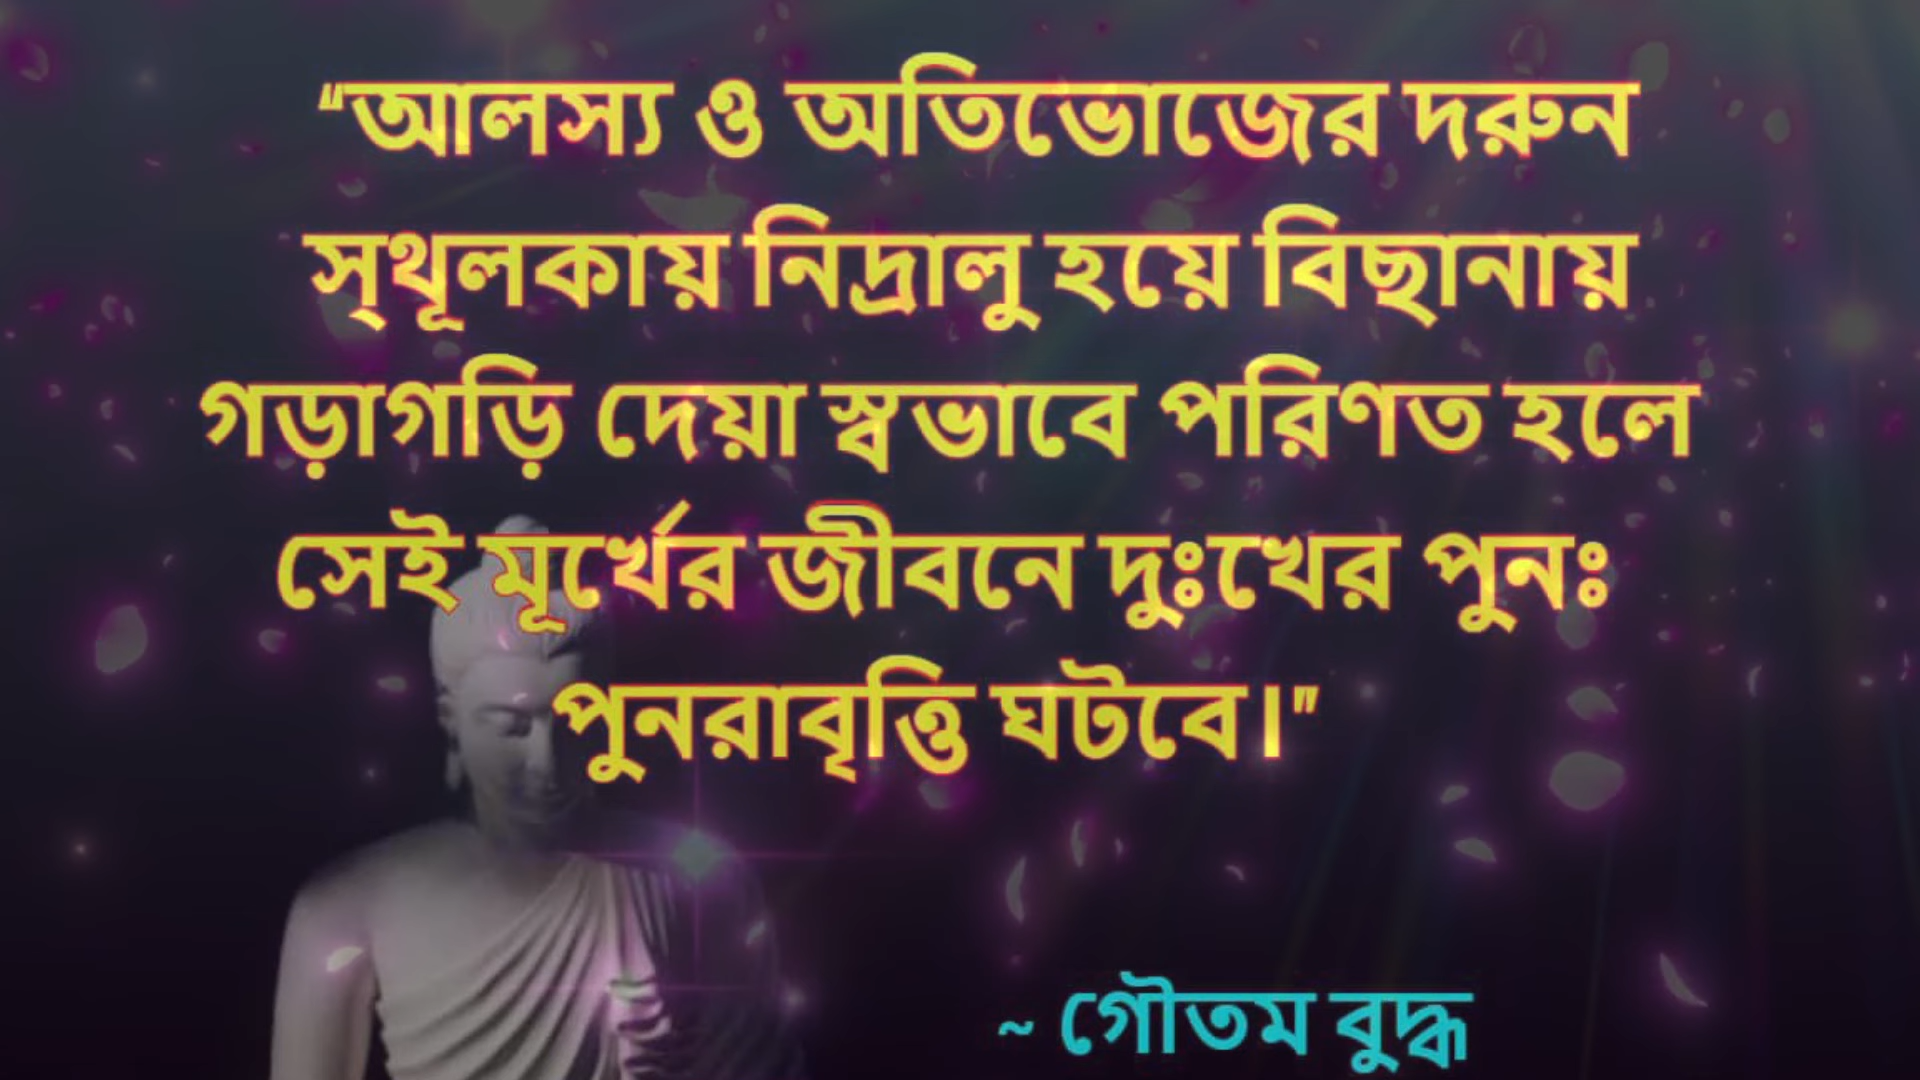 "আলস্য ও অতিভোজের দরুন
স্থূলকায় নিদ্রালু হয়ে বিছানায়
গড়াগড়ি দেয়া স্বভাবে পরিণত হলে
সেই মূর্খের জীবনে দুঃখের পুনঃ
পুনরাবৃত্তি ঘটবে।"
~ গৌতম বুদ্ধ